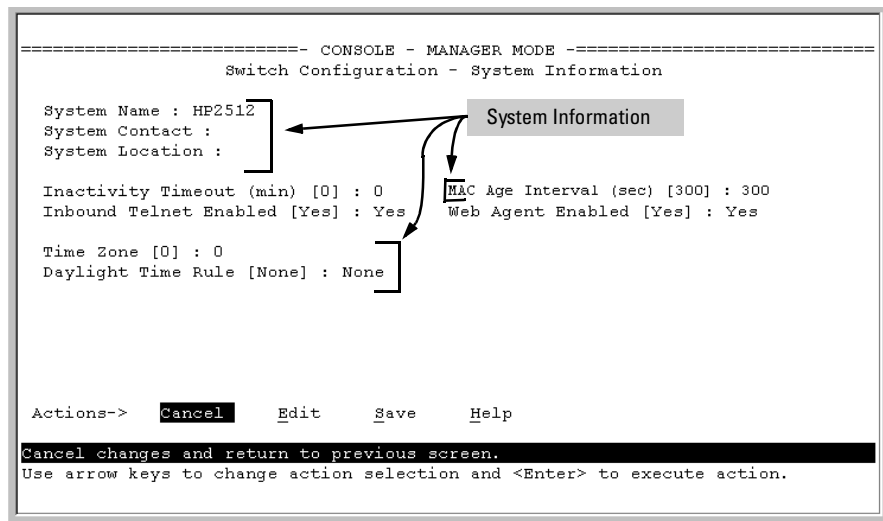 ==========================- CONSOLE - MANAGER MODE -============================
Switch Configuration - System Information
System Name : HP2512
System Contact :
System Location :
System Information
Inactivity Timeout (min) [0] : 0    MAC Age Interval (sec) [300] : 300
Inbound Telnet Enabled [Yes] : Yes    Web Agent Enabled [Yes] : Yes
Time Zone [0] : 0
Daylight Time Rule [None] : None
Actions->    Cancel    Edit    Save    Help
Cancel changes and return to previous screen.
Use arrow keys to change action selection and <Enter> to execute action.